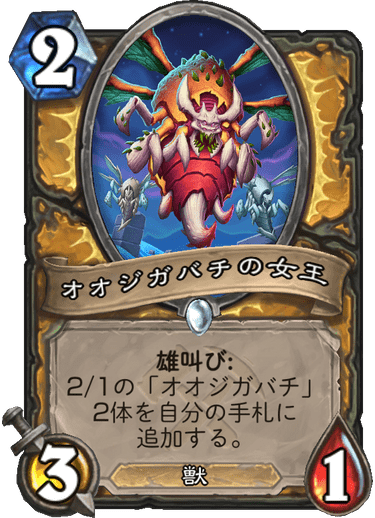 2
オオジガバチの女王
雄叫び:
2/1の「オオジガバチ」
2体を自分の手札に
追加する。
獣
3
1